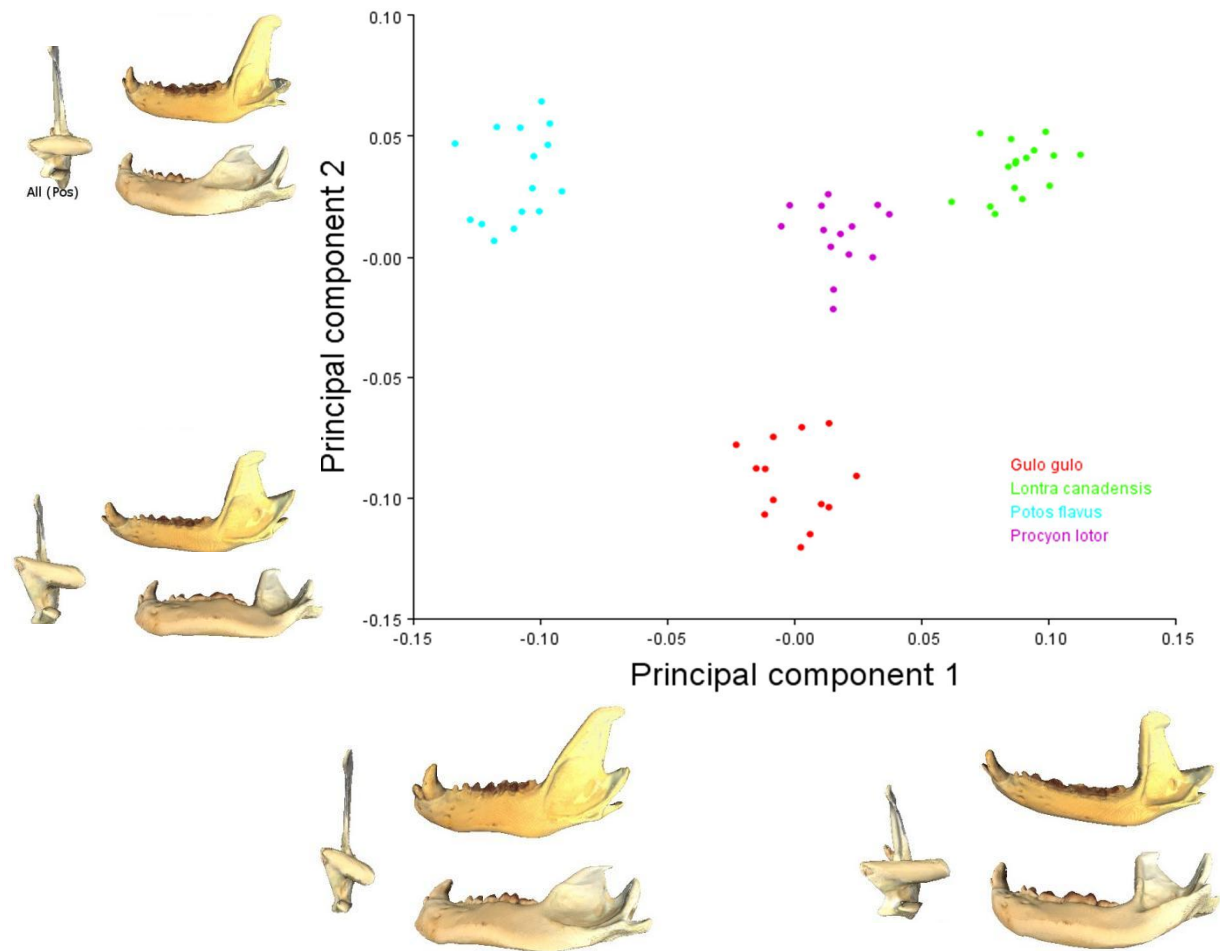 All (Pos)
Principal component 2
0.10
0.05
-0.00
-0.05
-0.10
-0.15
-0.15
-0.10
-0.05
-0.00
0.05
0.10
0.15
Principal component 1
Gulo gulo
Lontra canadensis
Potos flavus
Procyon lotor